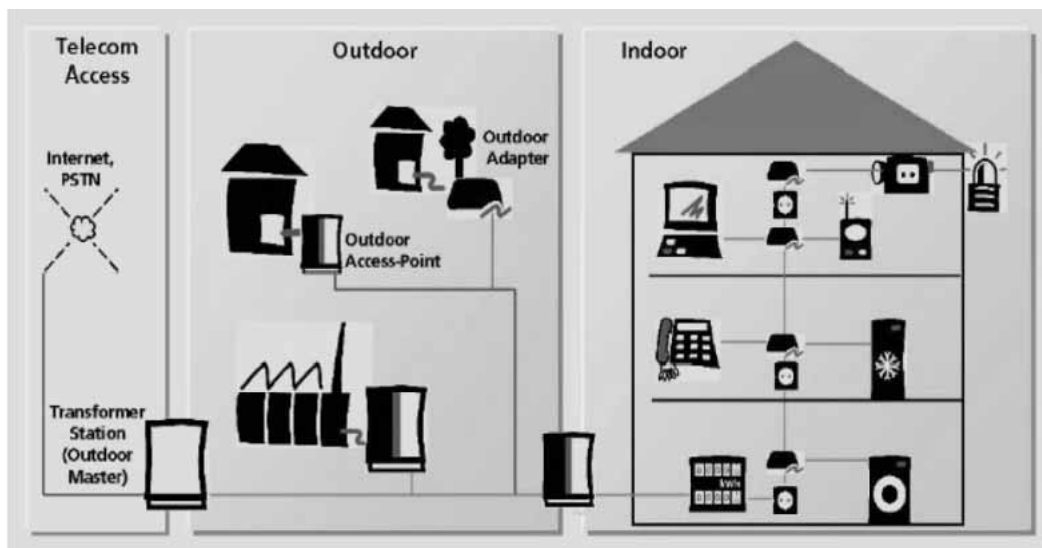 Telecom
Access
Outdoor
Indoor
Internet,
PSTN
Outdoor
Adapter
Outdoor
Access-Point
Transformer
Station
(Outdoor
Master)
kWh